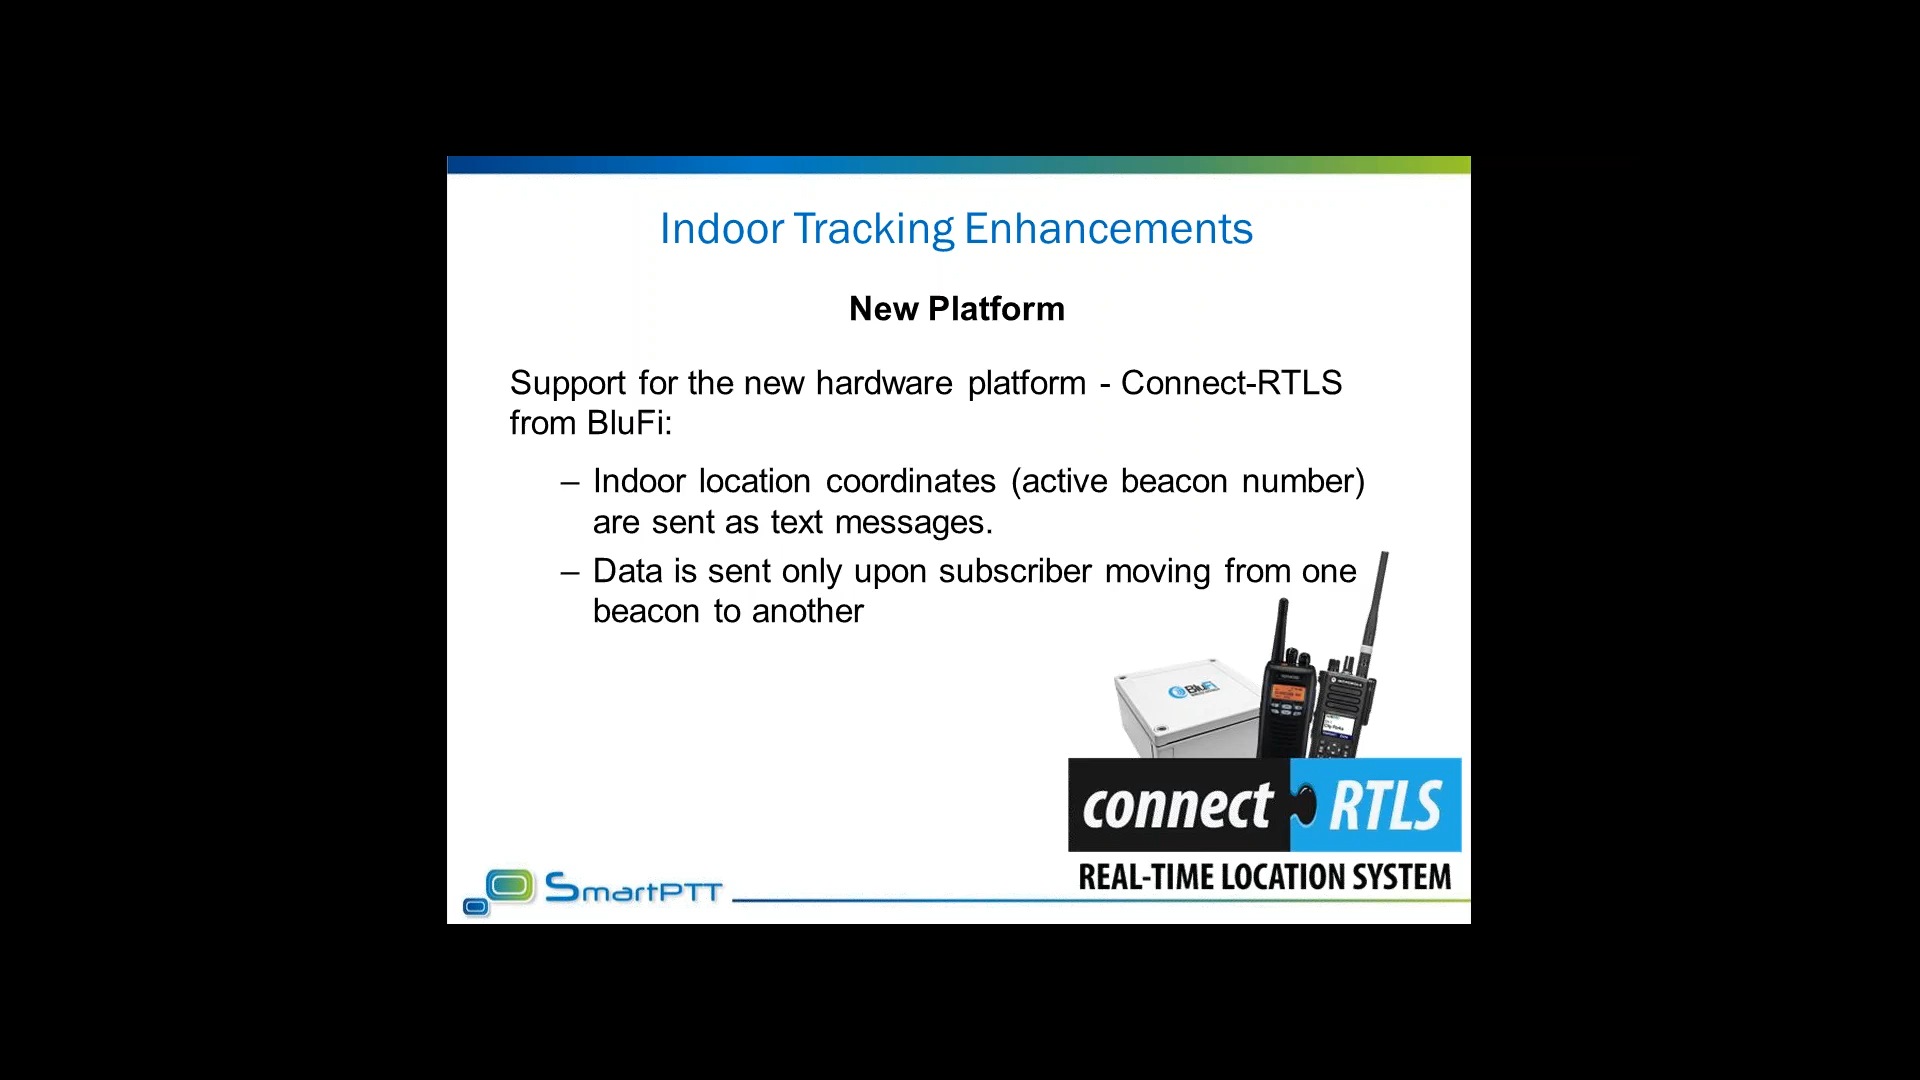 Indoor Tracking Enhancements
New Platform
Support for the new hardware platform - Connect-RTLS
from BluFi:
– Indoor location coordinates (active beacon number)
are sent as text messages.
– Data is sent only upon subscriber moving from one
beacon to another
BluFi
connect RTLS
REAL-TIME LOCATION SYSTEM
SmartPTT